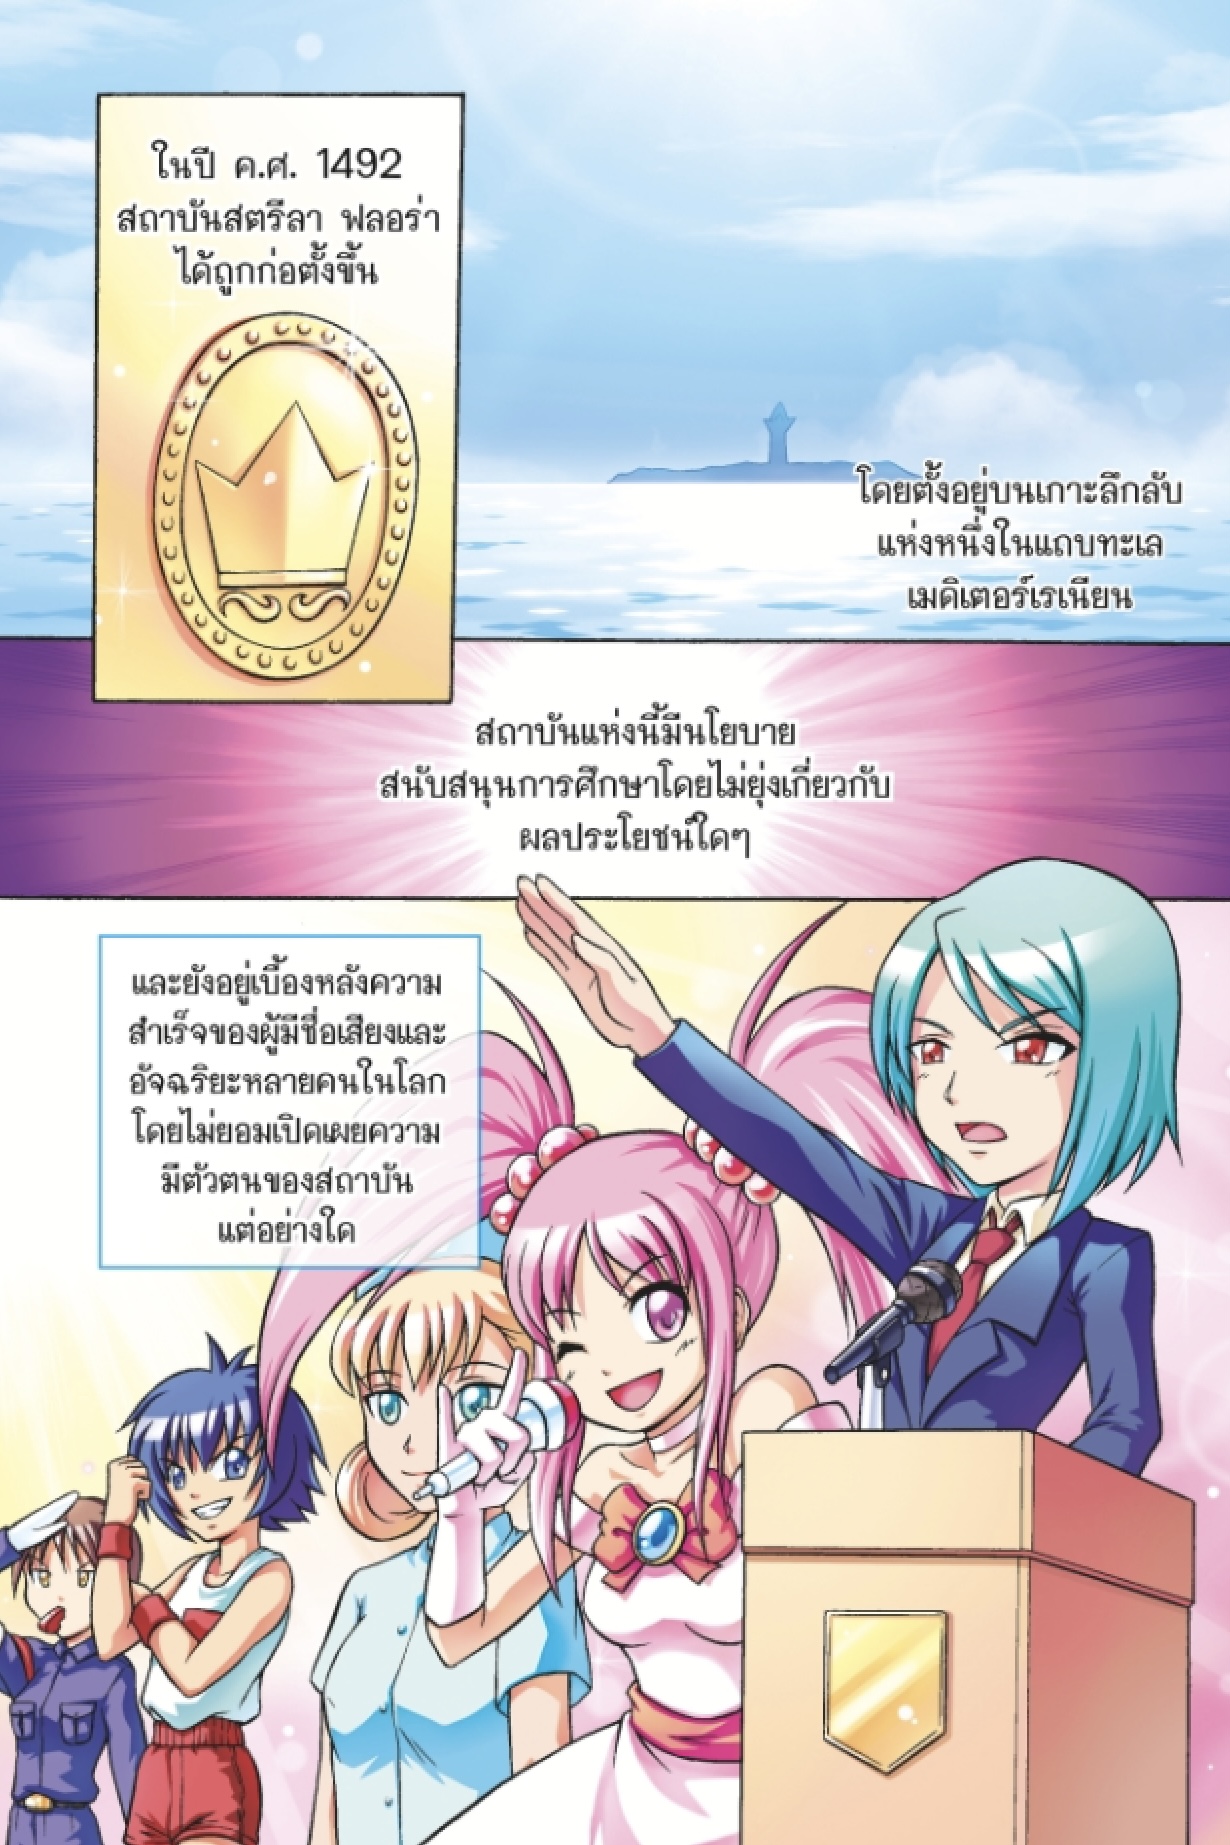 ในปี ค.ศ. 1492
สถาบันสตรีลา ฟลอร่า
ได้ถูกก่อตั้งขึ้น
โดยตั้งอยู่บนเกาะลึกลับ
แห่งหนึ่งในแถบทะเล
เมดิเตอร์เรเนียน
สถาบันแห่งนี้มีนโยบาย
สนับสนุนการศึกษาโดยไม่ยุ่งเกี่ยวกับ
ผลประโยชน์ใดๆ
และยังอยู่เบื้องหลังความ
สำเร็จของผู้มีชื่อเสียงและ
อัจฉริยะหลายคนในโลก
โดยไม่ยอมเปิดเผยความ
มีตัวตนของสถาบัน
แต่อย่างใด